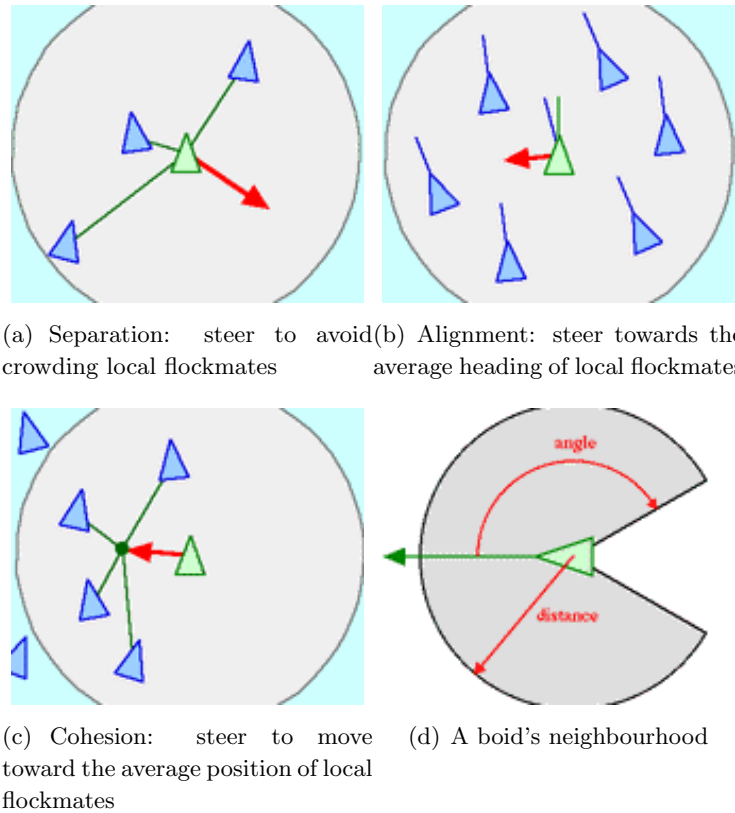 (a) Separation: steer to avoid
crowding local flockmates
(b) Alignment: steer towards the
average heading of local flockmates
angle
distance
(c) Cohesion: steer to move
toward the average position of local
flockmates
(d) A boid's neighbourhood